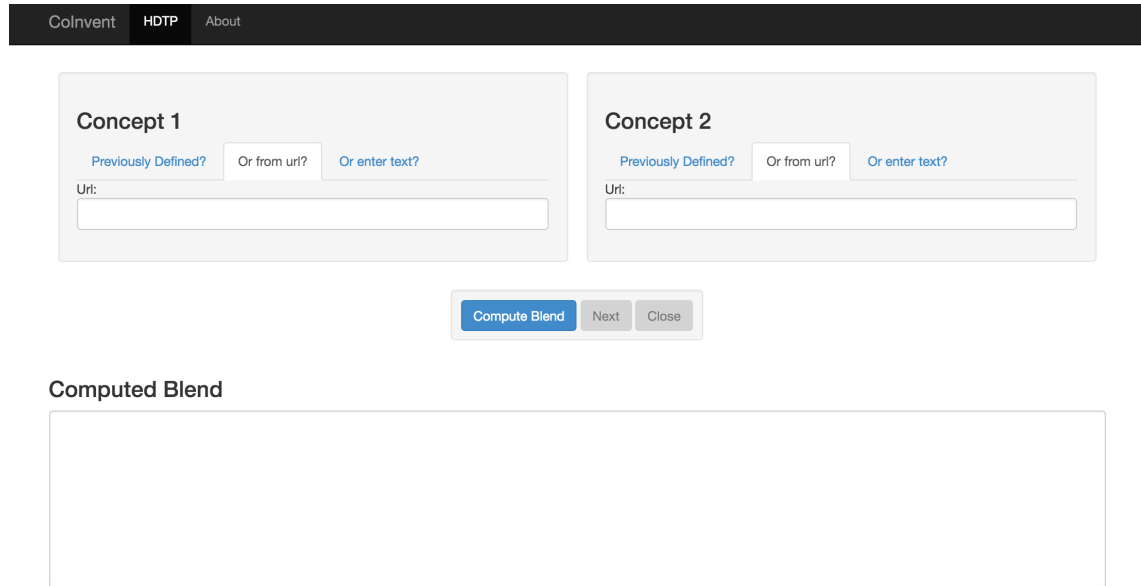 CoInvent HDTP About
Concept 1
Previously Defined? Or from url? Or enter text?
Url:
Concept 2
Previously Defined? Or from url? Or enter text?
Url:
Compute Blend Next Close
Computed Blend